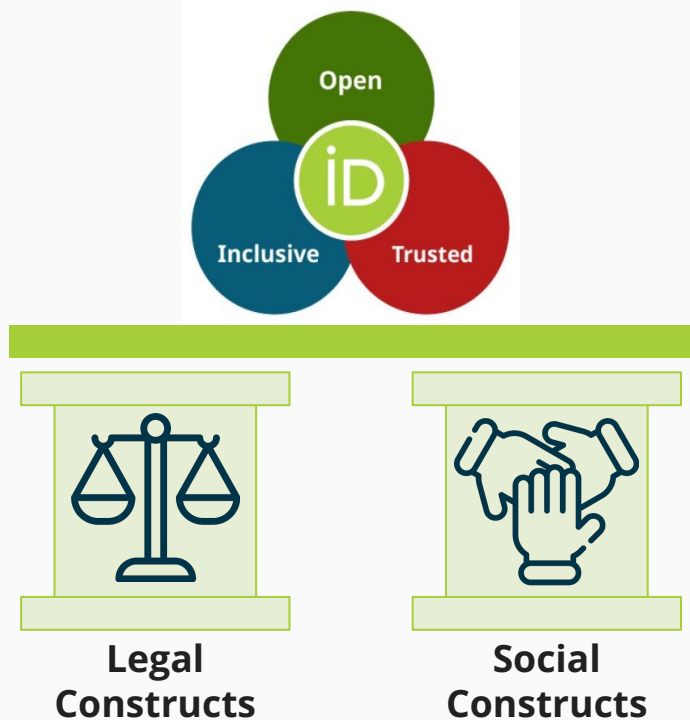 Open
iD
Inclusive
Trusted
Legal
Constructs
Social
Constructs